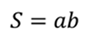 S = ab